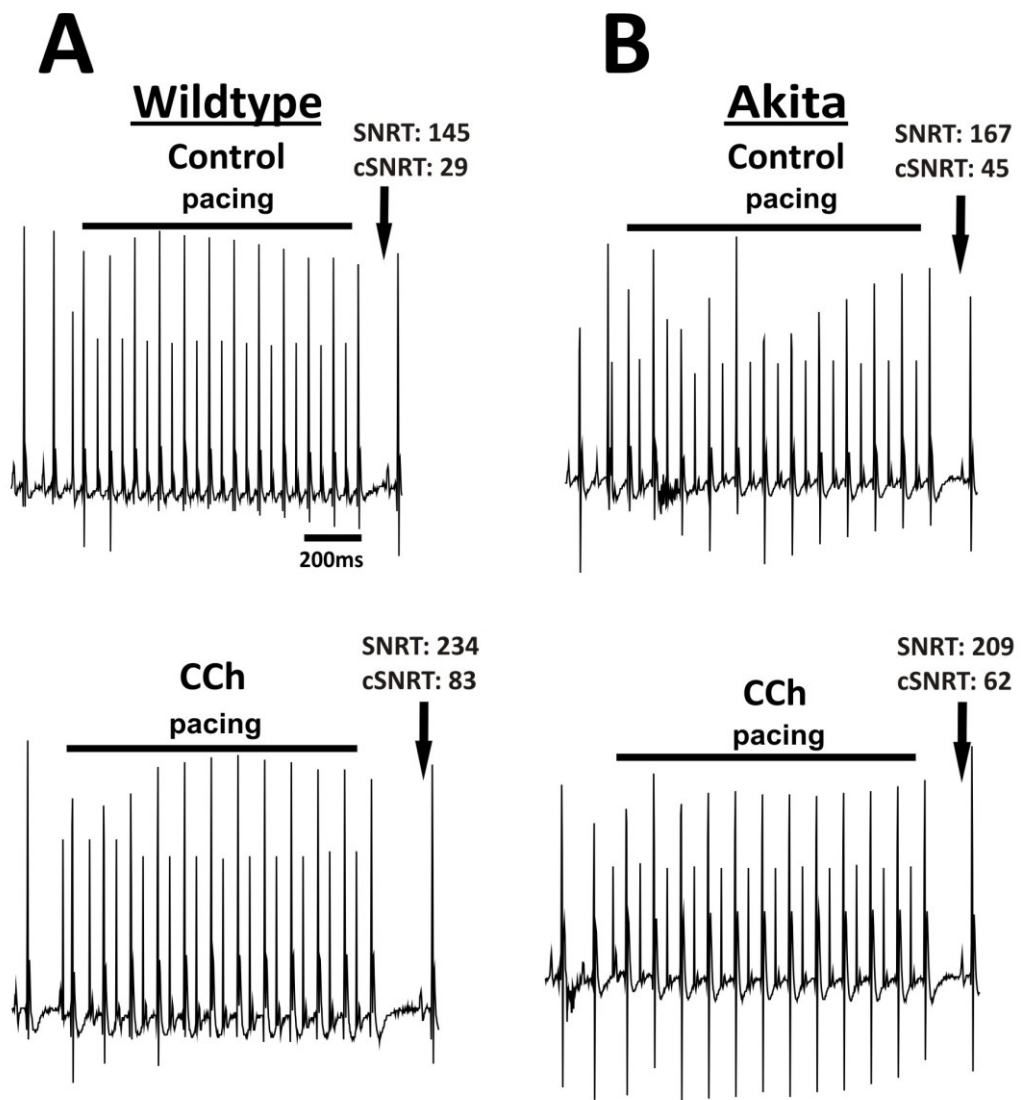 A
Wildtype
Control
pacing
SNRT: 145
cSNRT: 29
200ms
CCh
pacing
SNRT: 234
cSNRT: 83
B
Akita
Control
pacing
SNRT: 167
cSNRT: 45
CCh
pacing
SNRT: 209
cSNRT: 62